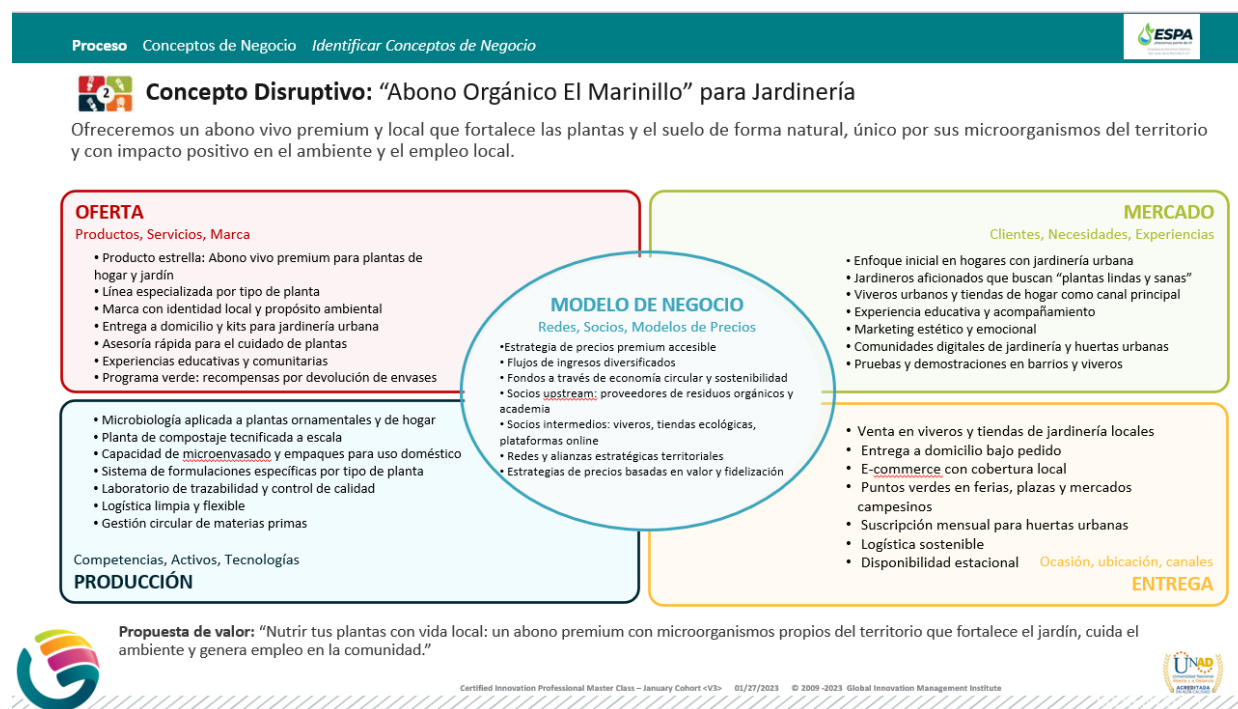 Proceso Conceptos de Negocio Identificar Conceptos de Negocio
ESPA
2
Concepto Disruptivo: “Abono Orgánico El Marinillo” para Jardinería
Ofreceremos un abono vivo premium y local que fortalece las plantas y el suelo de forma natural, único por sus microorganismos del territorio
y con impacto positivo en el ambiente y el empleo local.
OFERTA
Productos, Servicios, Marca
• Producto estrella: Abono vivo premium para plantas de
hogar y jardín
• Línea especializada por tipo de planta
• Marca con identidad local y propósito ambiental
• Entrega a domicilio y kits para jardinería urbana
• Asesoría rápida para el cuidado de plantas
• Experiencias educativas y comunitarias
• Programa verde: recompensas por devolución de envases
MERCADO
Clientes, Necesidades, Experiencias
• Enfoque inicial en hogares con jardinería urbana
• Jardineros aficionados que buscan “plantas lindas y sanas”
• Viveros urbanos y tiendas de hogar como canal principal
• Experiencia educativa y acompañamiento
• Marketing estético y emocional
• Comunidades digitales de jardinería y huertas urbanas
• Pruebas y demostraciones en barrios y viveros
MODELO DE NEGOCIO
Redes, Socios, Modelos de Precios
•Estrategia de precios premium accesible
• Flujos de ingresos diversificados
• Fondos a través de economía circular y sostenibilidad
• Socios upstream: proveedores de residuos orgánicos y
academia
• Socios intermedios: viveros, tiendas ecológicas,
plataformas online
• Redes y alianzas estratégicas territoriales
• Estrategias de precios basadas en valor y fidelización
• Microbiología aplicada a plantas ornamentales y de hogar
• Planta de compostaje tecnificada a escala
• Capacidad de microenvasado y empaques para uso doméstico
• Sistema de formulaciones específicas por tipo de planta
• Laboratorio de trazabilidad y control de calidad
• Logística limpia y flexible
• Gestión circular de materias primas
Competencias, Activos, Tecnologías
PRODUCCIÓN
• Venta en viveros y tiendas de jardinería locales
• Entrega a domicilio bajo pedido
• E-commerce con cobertura local
• Puntos verdes en ferias, plazas y mercados
campesinos
• Suscripción mensual para huertas urbanas
• Logística sostenible
• Disponibilidad estacional
Ocasión, ubicación, canales
ENTREGA
Propuesta de valor: “Nutrir tus plantas con vida local: un abono premium con microorganismos propios del territorio que fortalece el jardín, cuida el
ambiente y genera empleo en la comunidad.”
UNAD
Universidad Nacional
Abierta y a Distancia
ACREDITADA
EN ALTA CALIDAD
Certified Innovation Professional Master Class – January Cohort <V3> 01/27/2023 © 2009 -2023 Global Innovation Management Institute